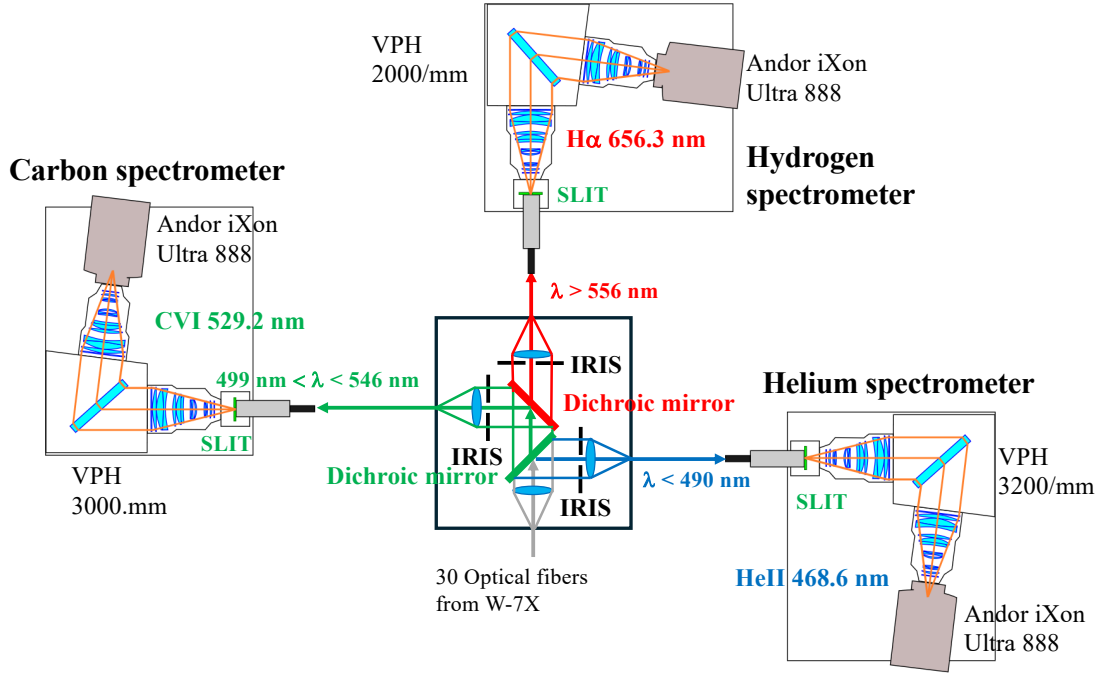 VPH
2000/mm
Andor iXon
Ultra 888
Hα 656.3 nm
Hydrogen
spectrometer
SLIT
Carbon spectrometer
Andor iXon
Ultra 888
CVI 529.2 nm
λ > 556 nm
499 nm < λ < 546 nm
IRIS
Dichroic mirror
SLIT
IRIS
Dichroic mirror
IRIS
VPH
3000.mm
Helium spectrometer
λ < 490 nm
VPH
3200/mm
SLIT
30 Optical fibers
from W-7X
HeII 468.6 nm
Andor iXon
Ultra 888